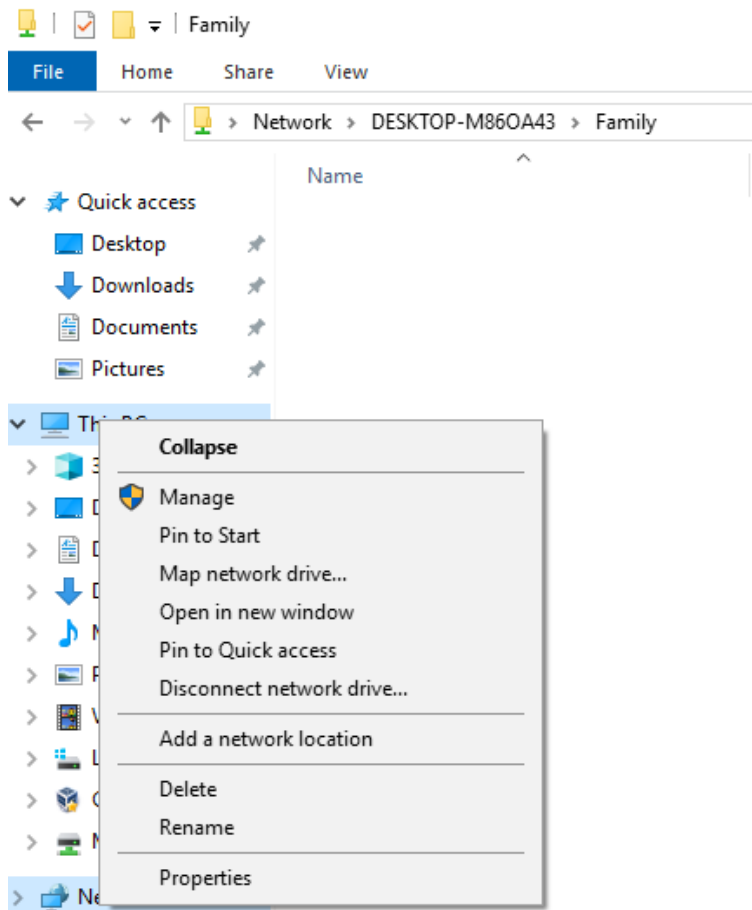 Family
File Home Share View
Network > DESKTOP-M86OA43 > Family
Name
Quick access
Desktop
Downloads
Documents
Pictures
Collapse
Manage
Pin to Start
Map network drive...
Open in new window
Pin to Quick access
Disconnect network drive...
Add a network location
Delete
Rename
Properties